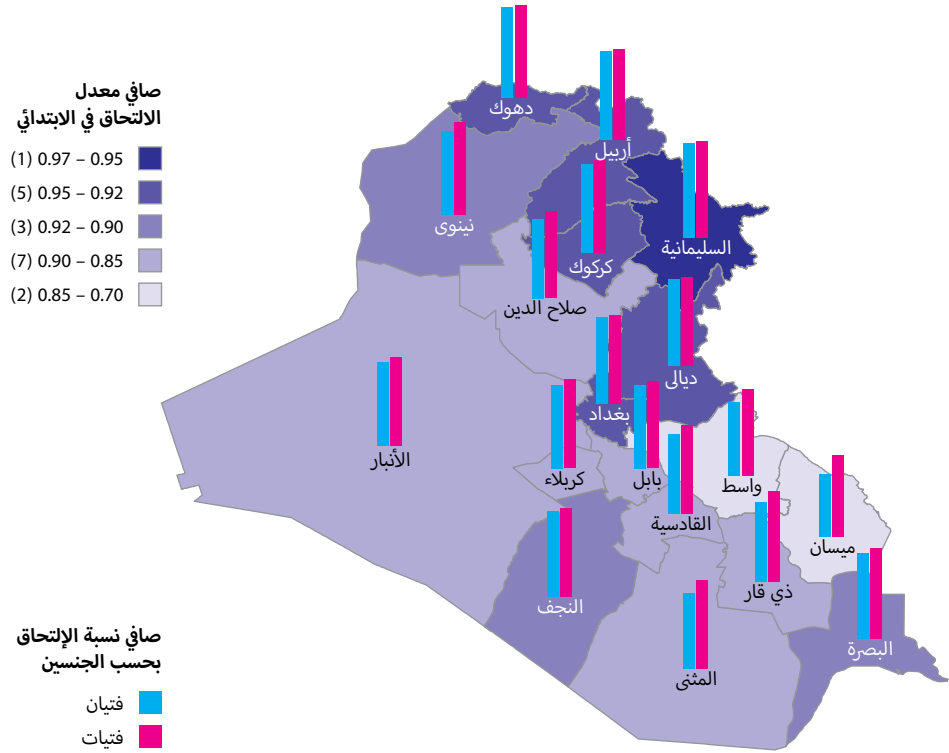 صافي معدل
الالتحاق في الابتدائي
0.97 – 0.95 (1)
0.95 – 0.92 (5)
0.92 – 0.90 (3)
0.90 – 0.85 (7)
0.85 – 0.70 (2)
دهوك
أربيل
نينوى
السليمانية
كركوك
صلاح الدين
ديالى
بغداد
الأنبار
كربلاء
بابل
واسط
القادسية
ميسان
ذي قار
النجف
البصرة
المثنى
صافي نسبة الإلتحاق
بحسب الجنسين
فتيان
فتيات